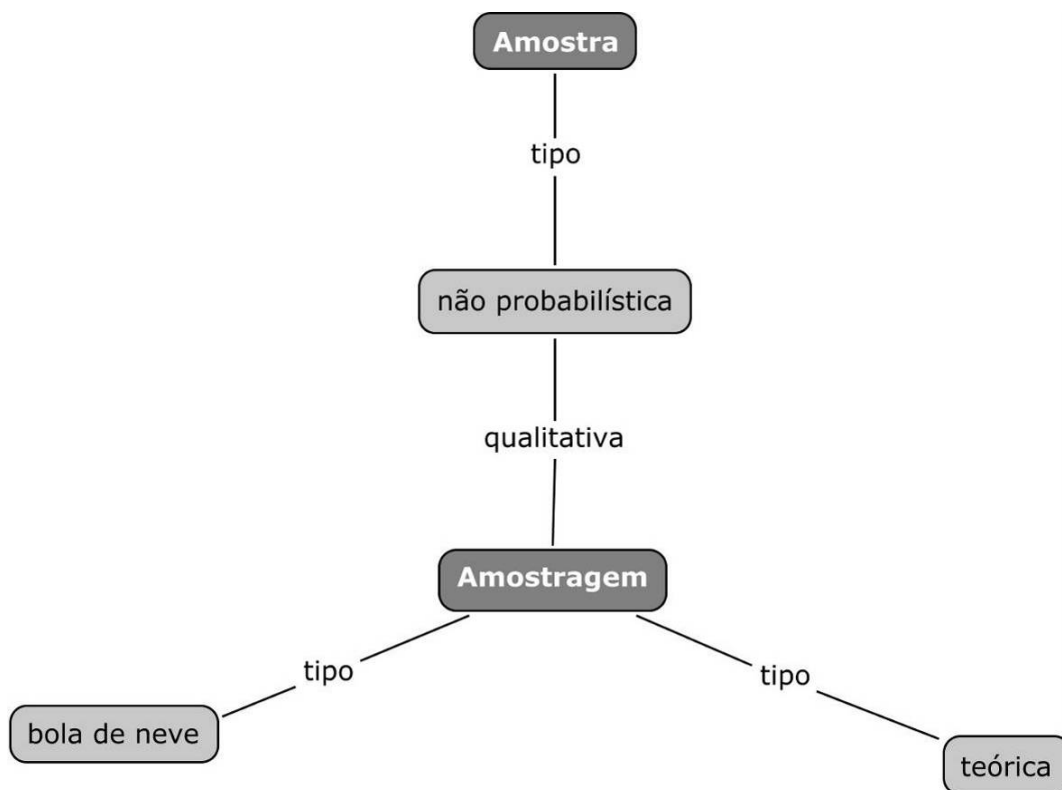 Amostra
tipo
não probabilística
qualitativa
Amostragem
tipo
tipo
bola de neve
teórica